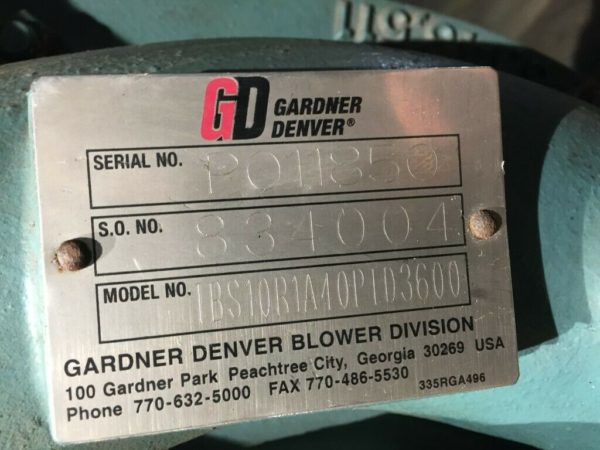 GD GARDNER
DENVER®
SERIAL NO. P011850
S.O. NO. 834004
MODEL NO. IBS10R1A10P1D3600
GARDNER DENVER BLOWER DIVISION
100 Gardner Park Peachtree City, Georgia 30269 USA
Phone 770-632-5000 FAX 770-486-5530
335RGA496